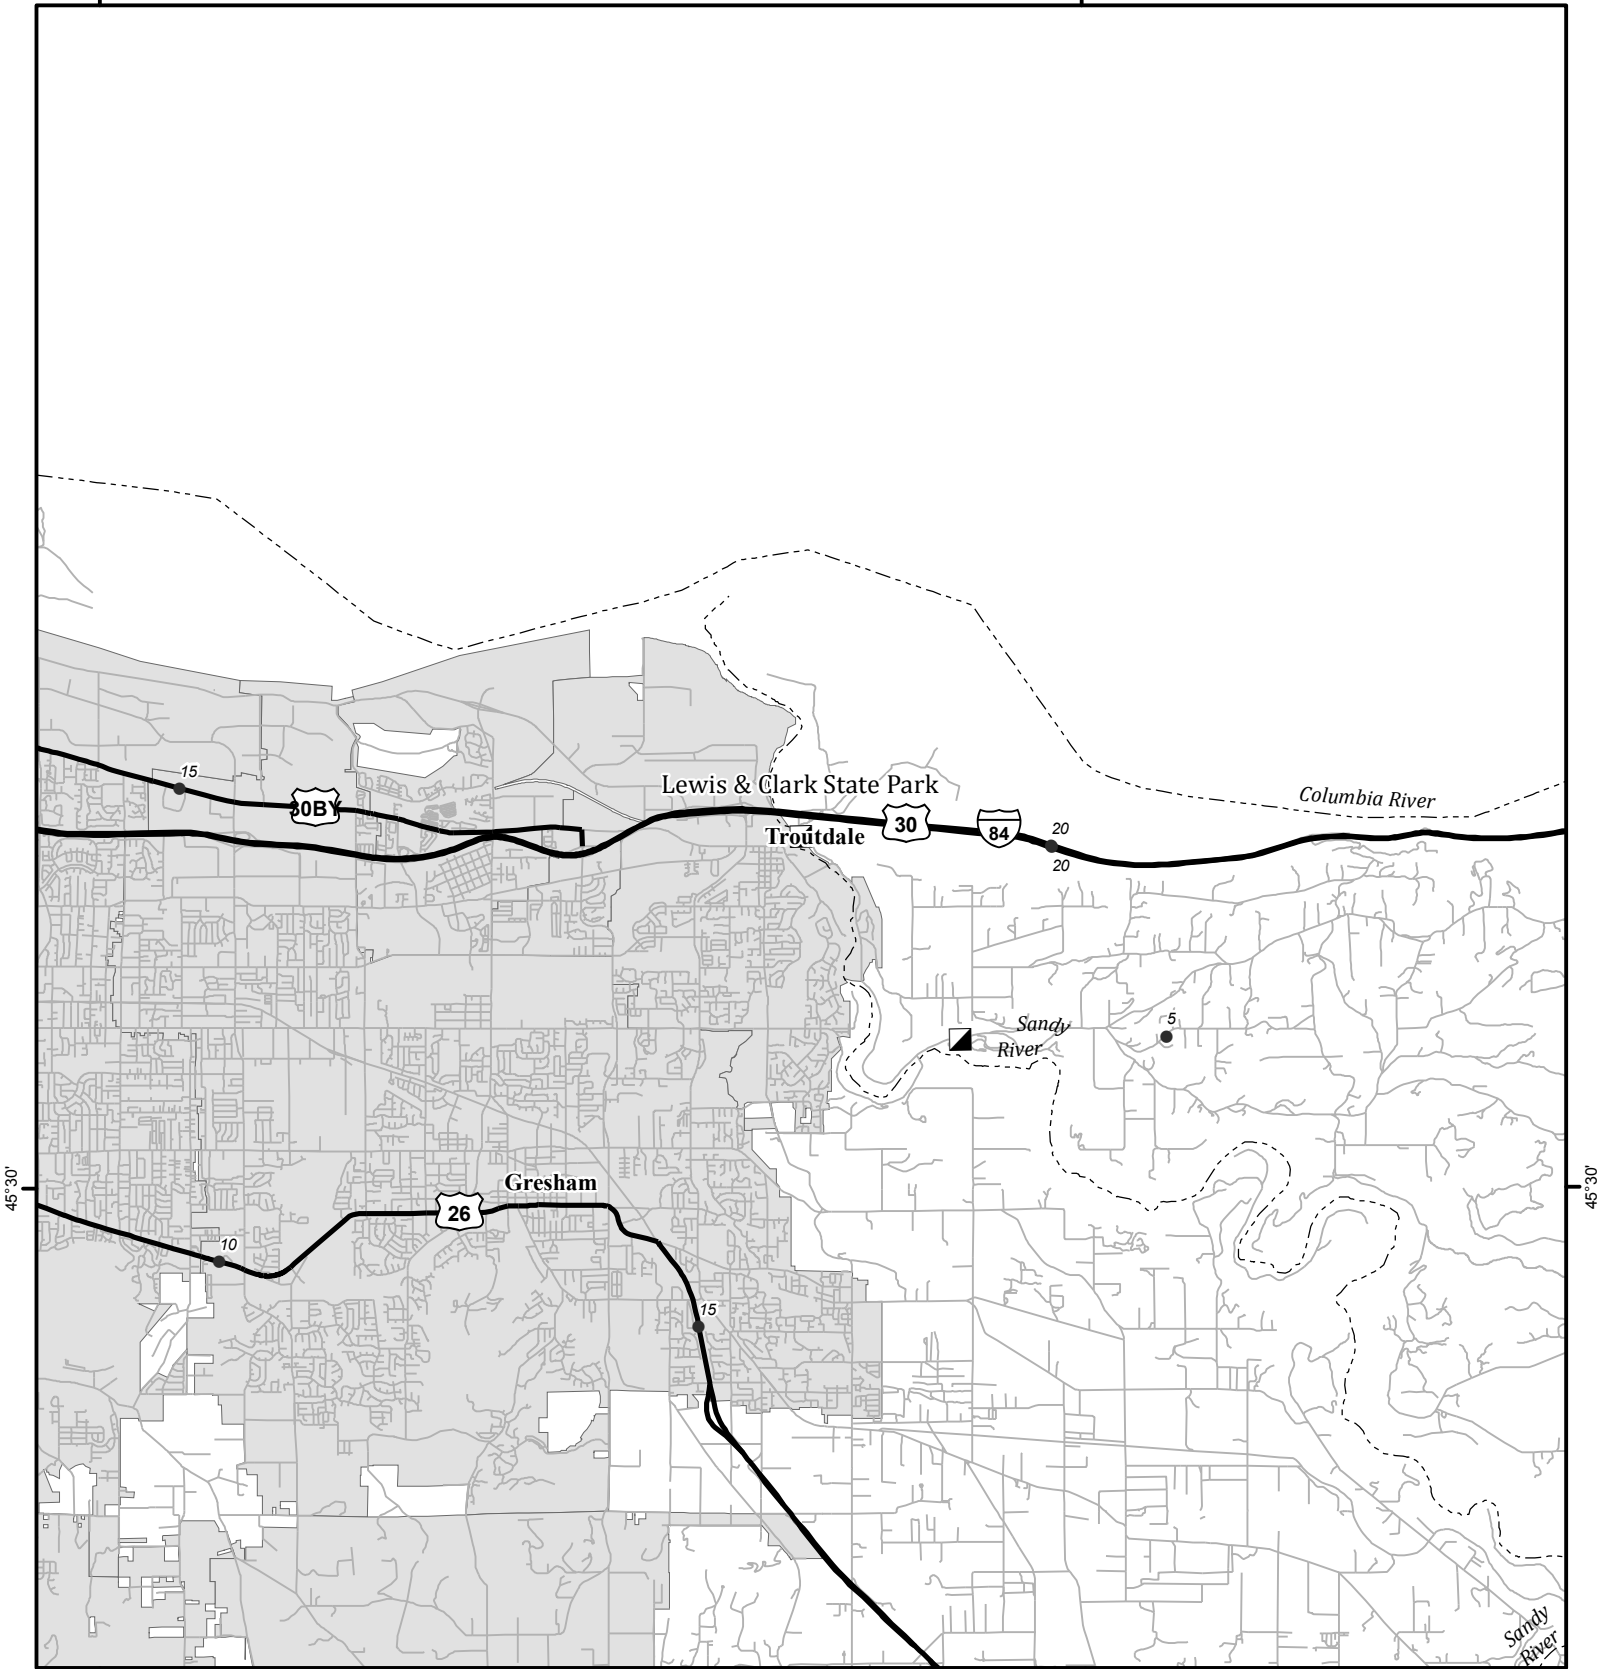 15
30BY
Lewis & Clark State Park
Columbia River
30
84
20
Troutdale
20
5
Sandy
River
45°30'
45°30'
Gresham
26
10
15
Sandy
River